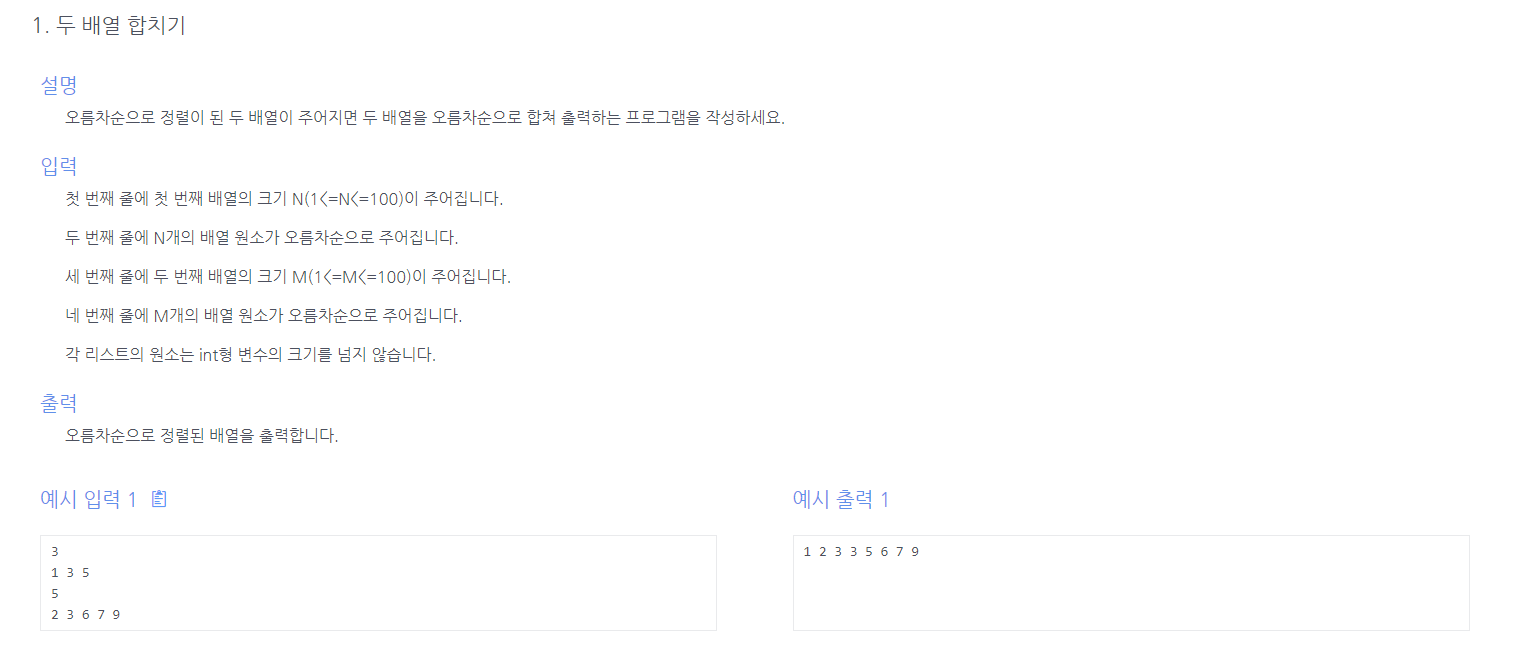 1. 두 배열 합치기
설명
오름차순으로 정렬이 된 두 배열이 주어지면 두 배열을 오름차순으로 합쳐 출력하는 프로그램을 작성하세요.
입력
첫 번째 줄에 첫 번째 배열의 크기 N(1<=N<=100)이 주어집니다.
두 번째 줄에 N개의 배열 원소가 오름차순으로 주어집니다.
세 번째 줄에 두 번째 배열의 크기 M(1<=M<=100)이 주어집니다.
네 번째 줄에 M개의 배열 원소가 오름차순으로 주어집니다.
각 리스트의 원소는 int형 변수의 크기를 넘지 않습니다.
출력
오름차순으로 정렬된 배열을 출력합니다.
예시 입력 1
3
1 3 5
5
2 3 6 7 9
예시 출력 1
1 2 3 3 5 6 7 9